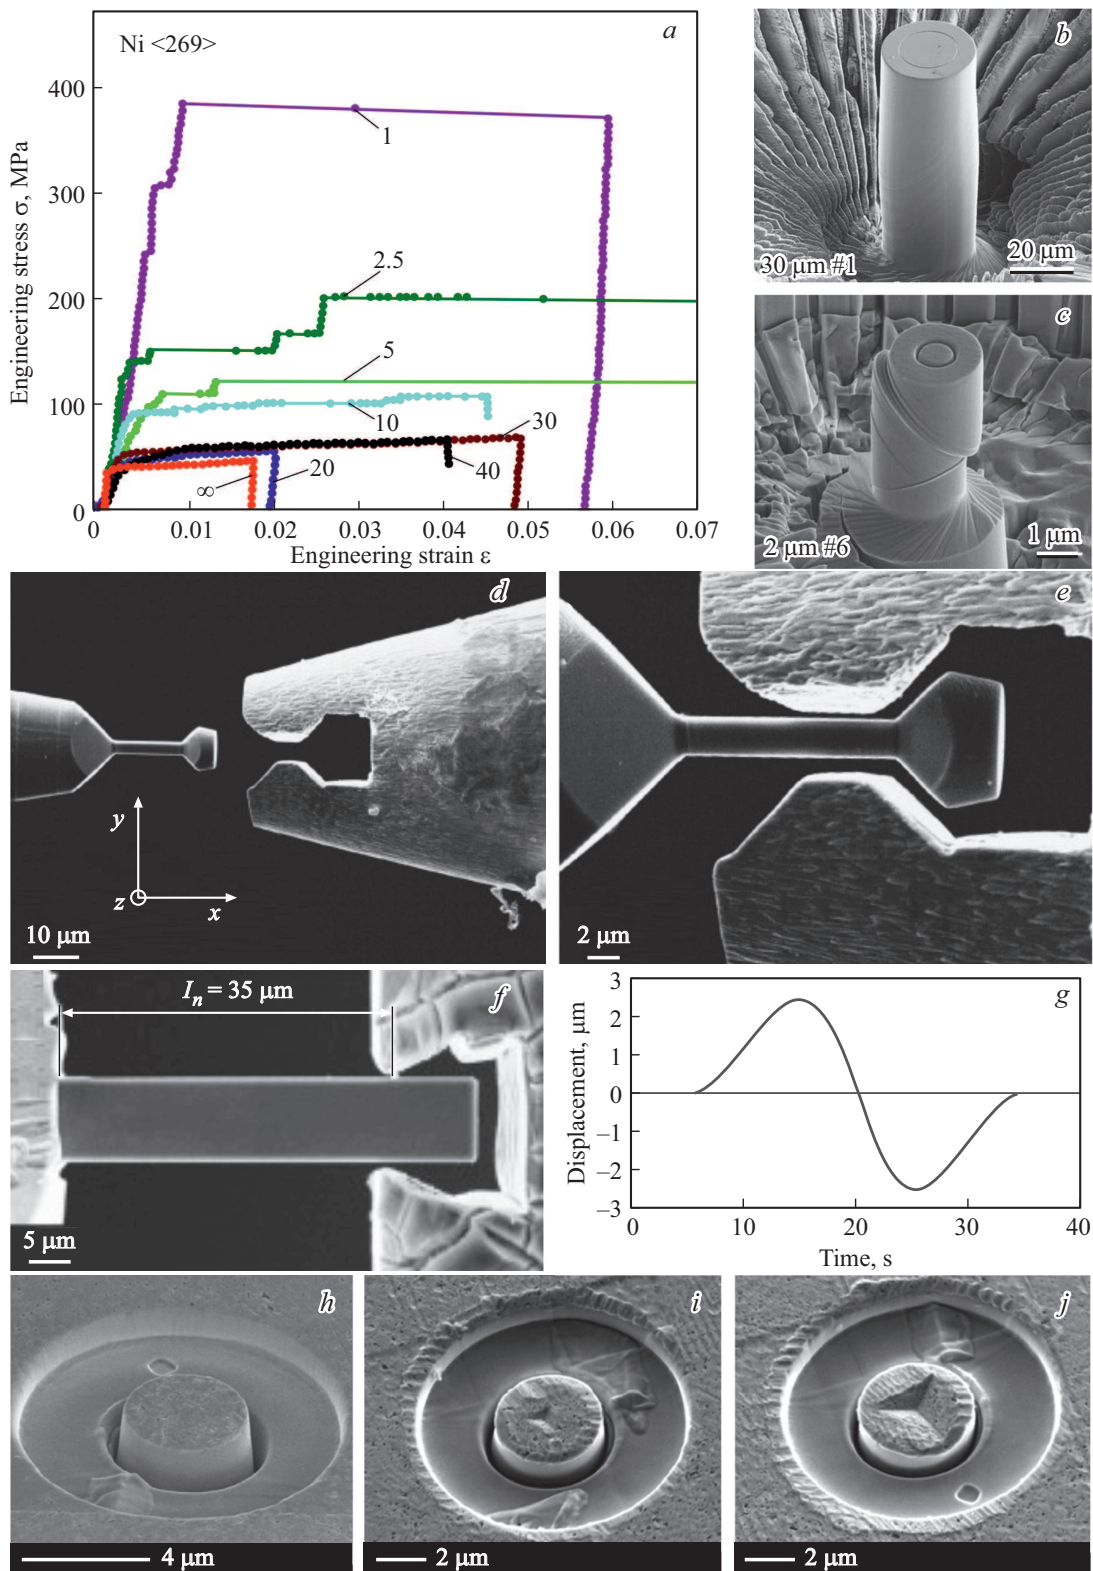 Ni <269>
a
400
300
200
100
0
Engineering stress σ, MPa
1
2.5
5
10
30
20
40
∞
0
0.01
0.02
0.03
0.04
0.05
0.06
0.07
Engineering strain ε
b
30 μm #1
20 μm
c
2 μm #6
1 μm
d
y
z
x
10 μm
e
2 μm
I_n = 35 μm
f
5 μm
g
3
2
1
0
–1
–2
–3
Displacement, μm
0
10
20
30
40
Time, s
h
4 μm
i
2 μm
j
2 μm